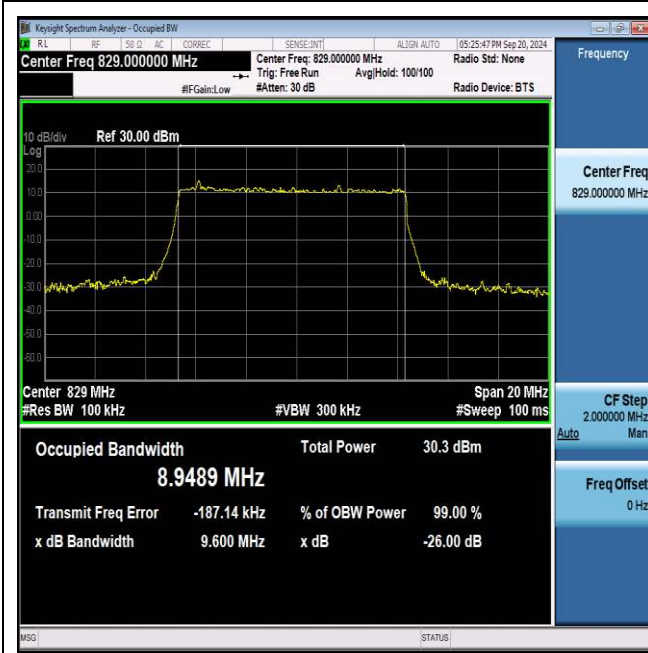 Keysight Spectrum Analyzer - Occupied BW
RL RF 50 Ω AC CORREC SENSE:INT ALIGN AUTO 05:25:47 PM Sep 20, 2024
Center Freq 829.000000 MHz Center Freq: 829.000000 MHz Radio Std: None
Trig: Free Run Avg|Hold: 100/100
#IFGain:Low #Atten: 30 dB Radio Device: BTS
10 dB/div Ref 30.00 dBm
Log
20.0
10.0
0.00
-10.0
-20.0
-30.0
-40.0
-50.0
-60.0
Center 829 MHz Span 20 MHz
#Res BW 100 kHz #VBW 300 kHz #Sweep 100 ms
Occupied Bandwidth Total Power 30.3 dBm
8.9489 MHz
Transmit Freq Error -187.14 kHz % of OBW Power 99.00 %
x dB Bandwidth 9.600 MHz x dB -26.00 dB
MSG STATUS
Frequency
Center Freq
829.000000 MHz
CF Step
2.000000 MHz
Auto Man
Freq Offset
0 Hz